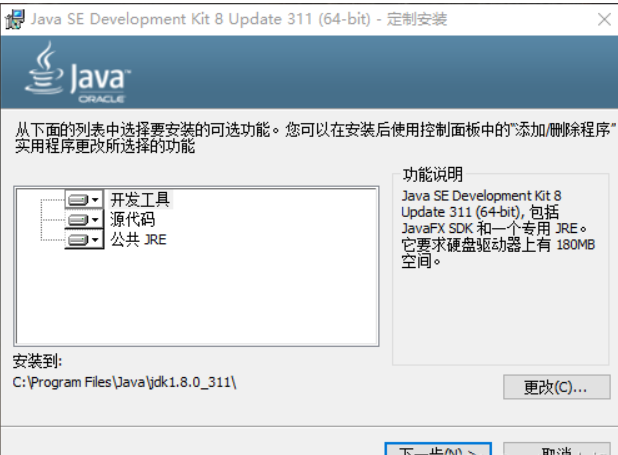 Java SE Development Kit 8 Update 311 (64-bit) - 定制安装
Java
ORACLE
从下面的列表中选择要安装的可选功能。您可以在安装后使用控制面板中的"添加/删除程序"
实用程序更改所选择的功能
开发工具
源代码
公共 JRE
功能说明
Java SE Development Kit 8
Update 311 (64-bit), 包括
JavaFX SDK 和一个专用 JRE。
它要求硬盘驱动器上有 180MB
空间。
安装到:
C:\Program Files\Java\jdk1.8.0_311\
更改(C)...
下一步(N) >
取消